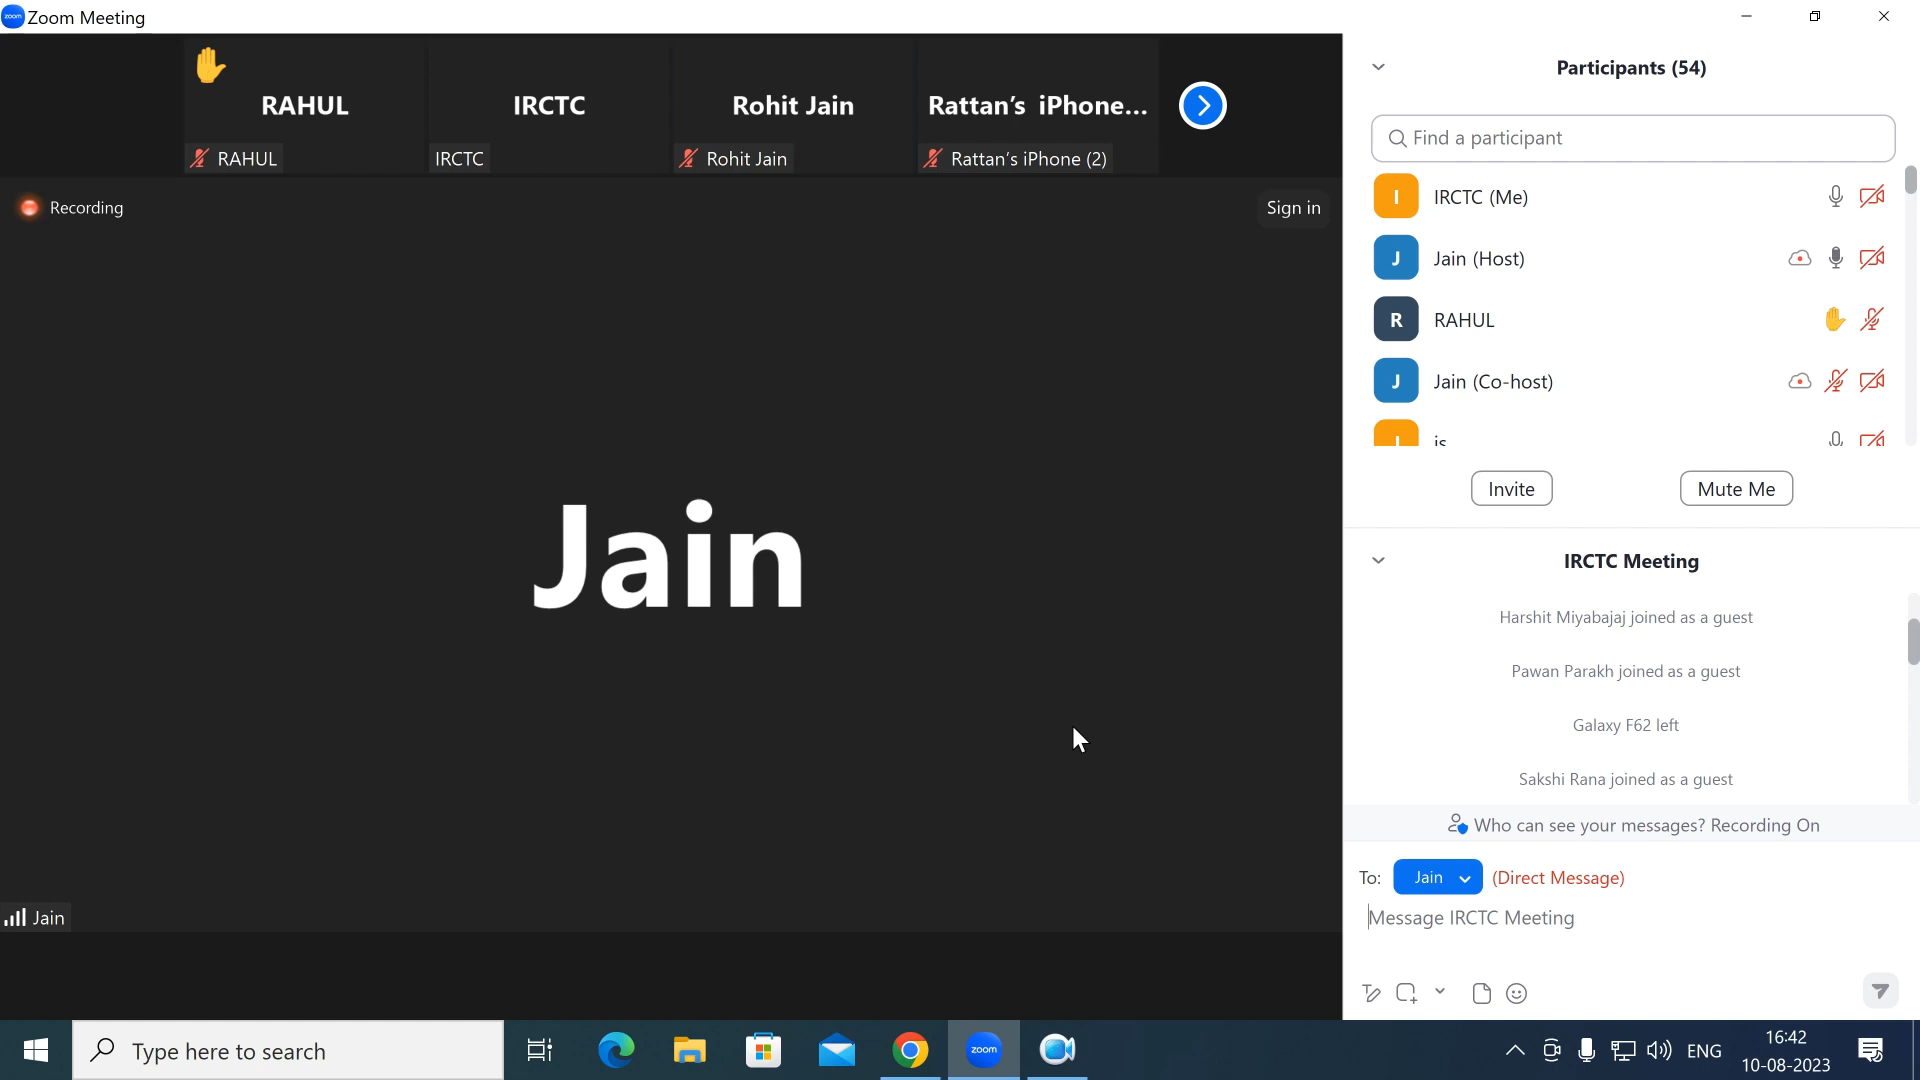 Zoom Meeting
RAHUL
IRCTC
Rohit Jain
Rattan's iPhone...
RAHUL
IRCTC
Rohit Jain
Rattan's iPhone (2)
Recording
Sign in
Jain
Jain
Participants (54)
Find a participant
I IRCTC (Me)
J Jain (Host)
R RAHUL
J Jain (Co-host)
Invite
Mute Me
IRCTC Meeting
Harshit Miyabajaj joined as a guest
Pawan Parakh joined as a guest
Galaxy F62 left
Sakshi Rana joined as a guest
Who can see your messages? Recording On
To: Jain (Direct Message)
Message IRCTC Meeting
Type here to search
zoom
ENG
16:42
10-08-2023